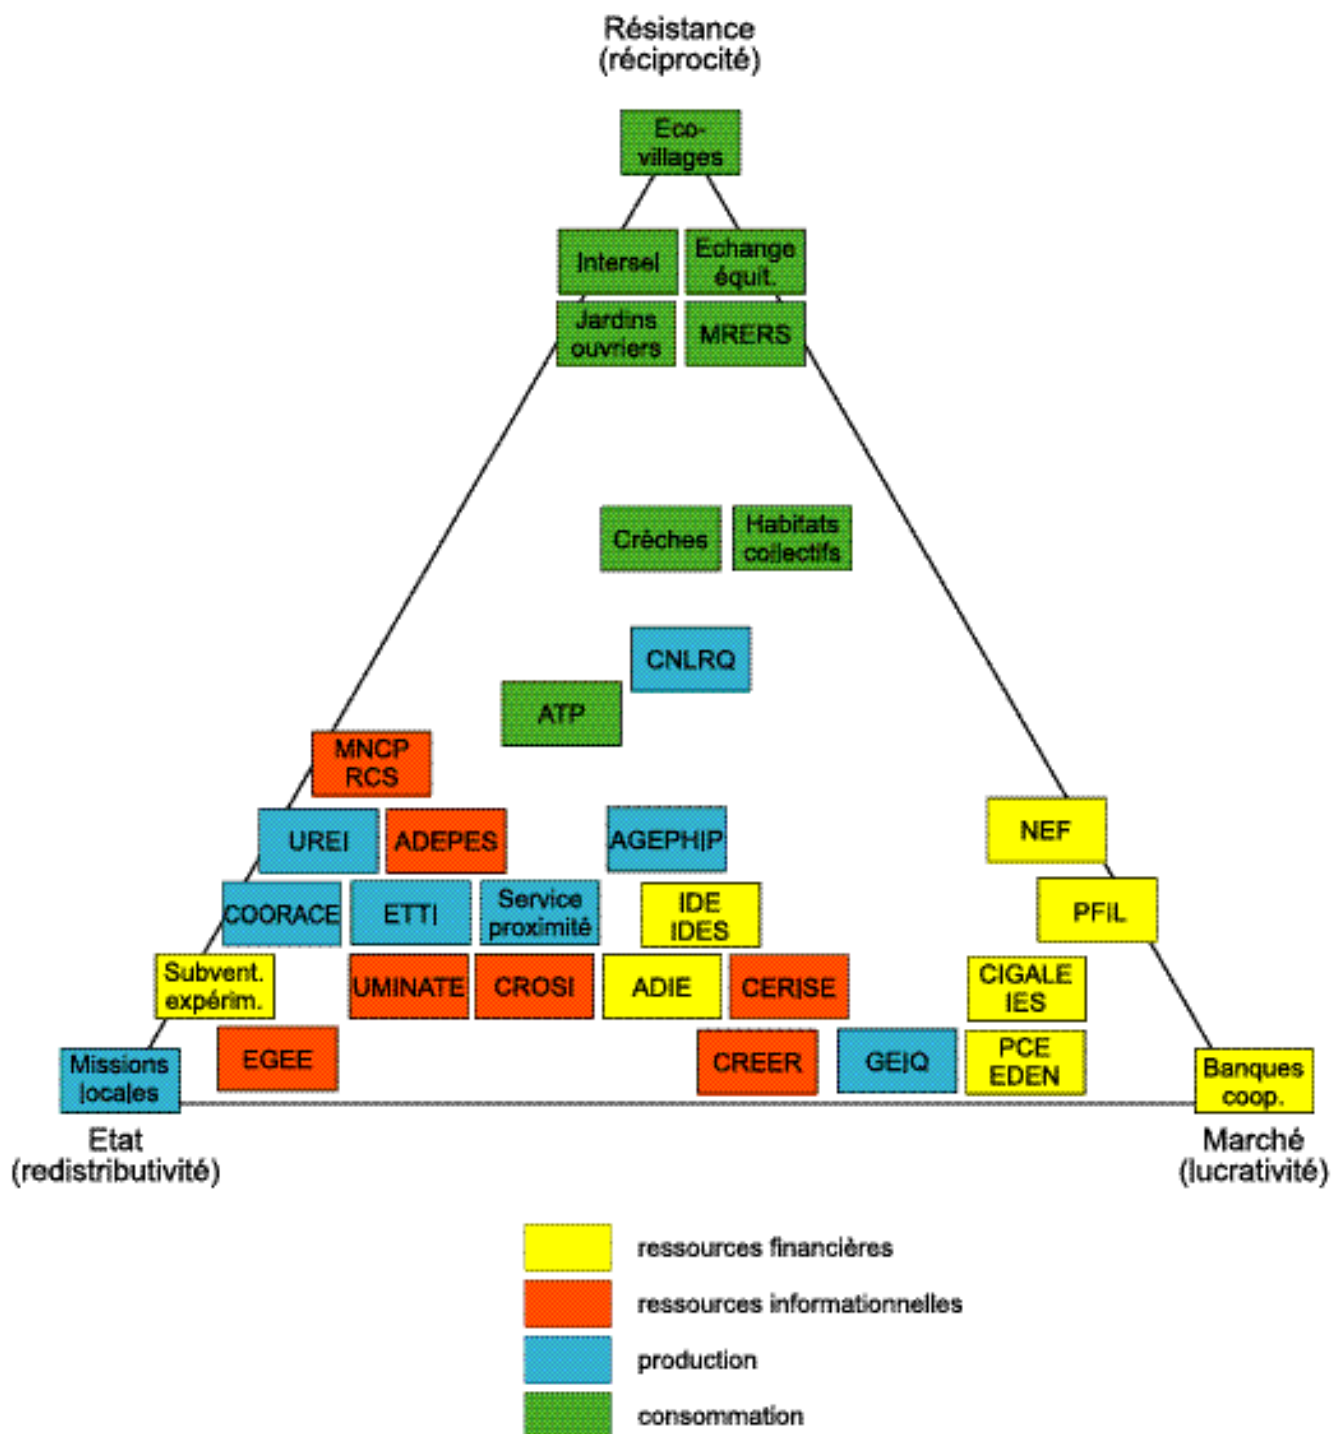 Résistance
(réciprocité)
Eco-
villages
Intersel
Echange
équit.
Jardins
ouvriers
MRERS
Crèches
Habitats
collectifs
CNLRQ
ATP
MNCP
RCS
UREI
ADEPES
AGEPHIP
NEF
COORACE
ETTI
Service
proximité
IDE
IDES
PFIL
Subvent.
expérim.
UMINATE
CROSI
ADIE
CERISE
CIGALE
IES
Missions
locales
EGEE
CREER
GEIQ
PCE
EDEN
Banques
coop.
Etat
(redistributivité)
Marché
(lucrativité)
ressources financières
ressources informationnelles
production
consommation